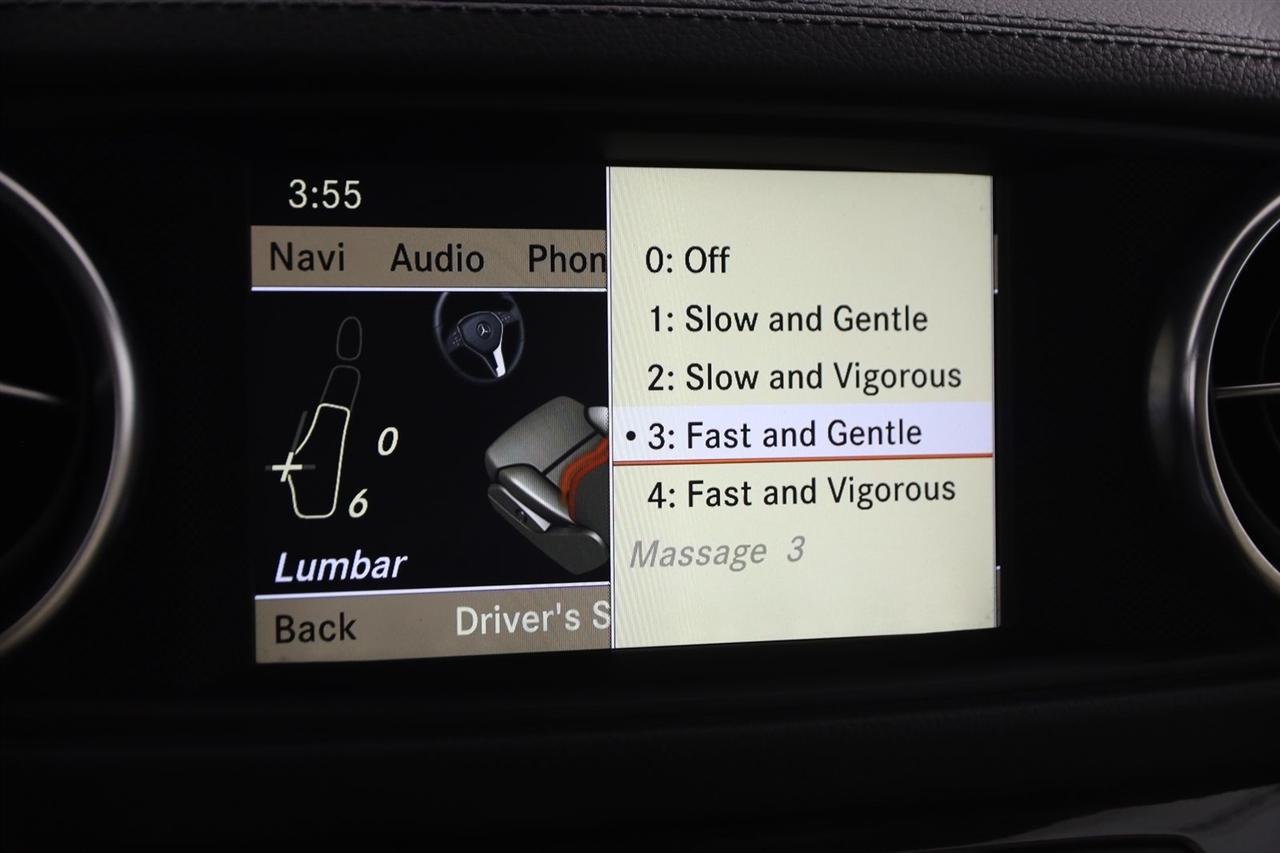 3:55
Navi Audio Phon
0
6
Lumbar
Back Driver's S
0: Off
1: Slow and Gentle
2: Slow and Vigorous
• 3: Fast and Gentle
4: Fast and Vigorous
Massage 3